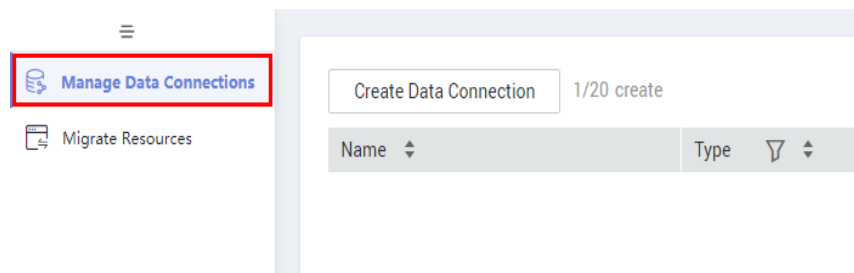 Manage Data Connections
Migrate Resources
Create Data Connection 1/20 create
Name Type